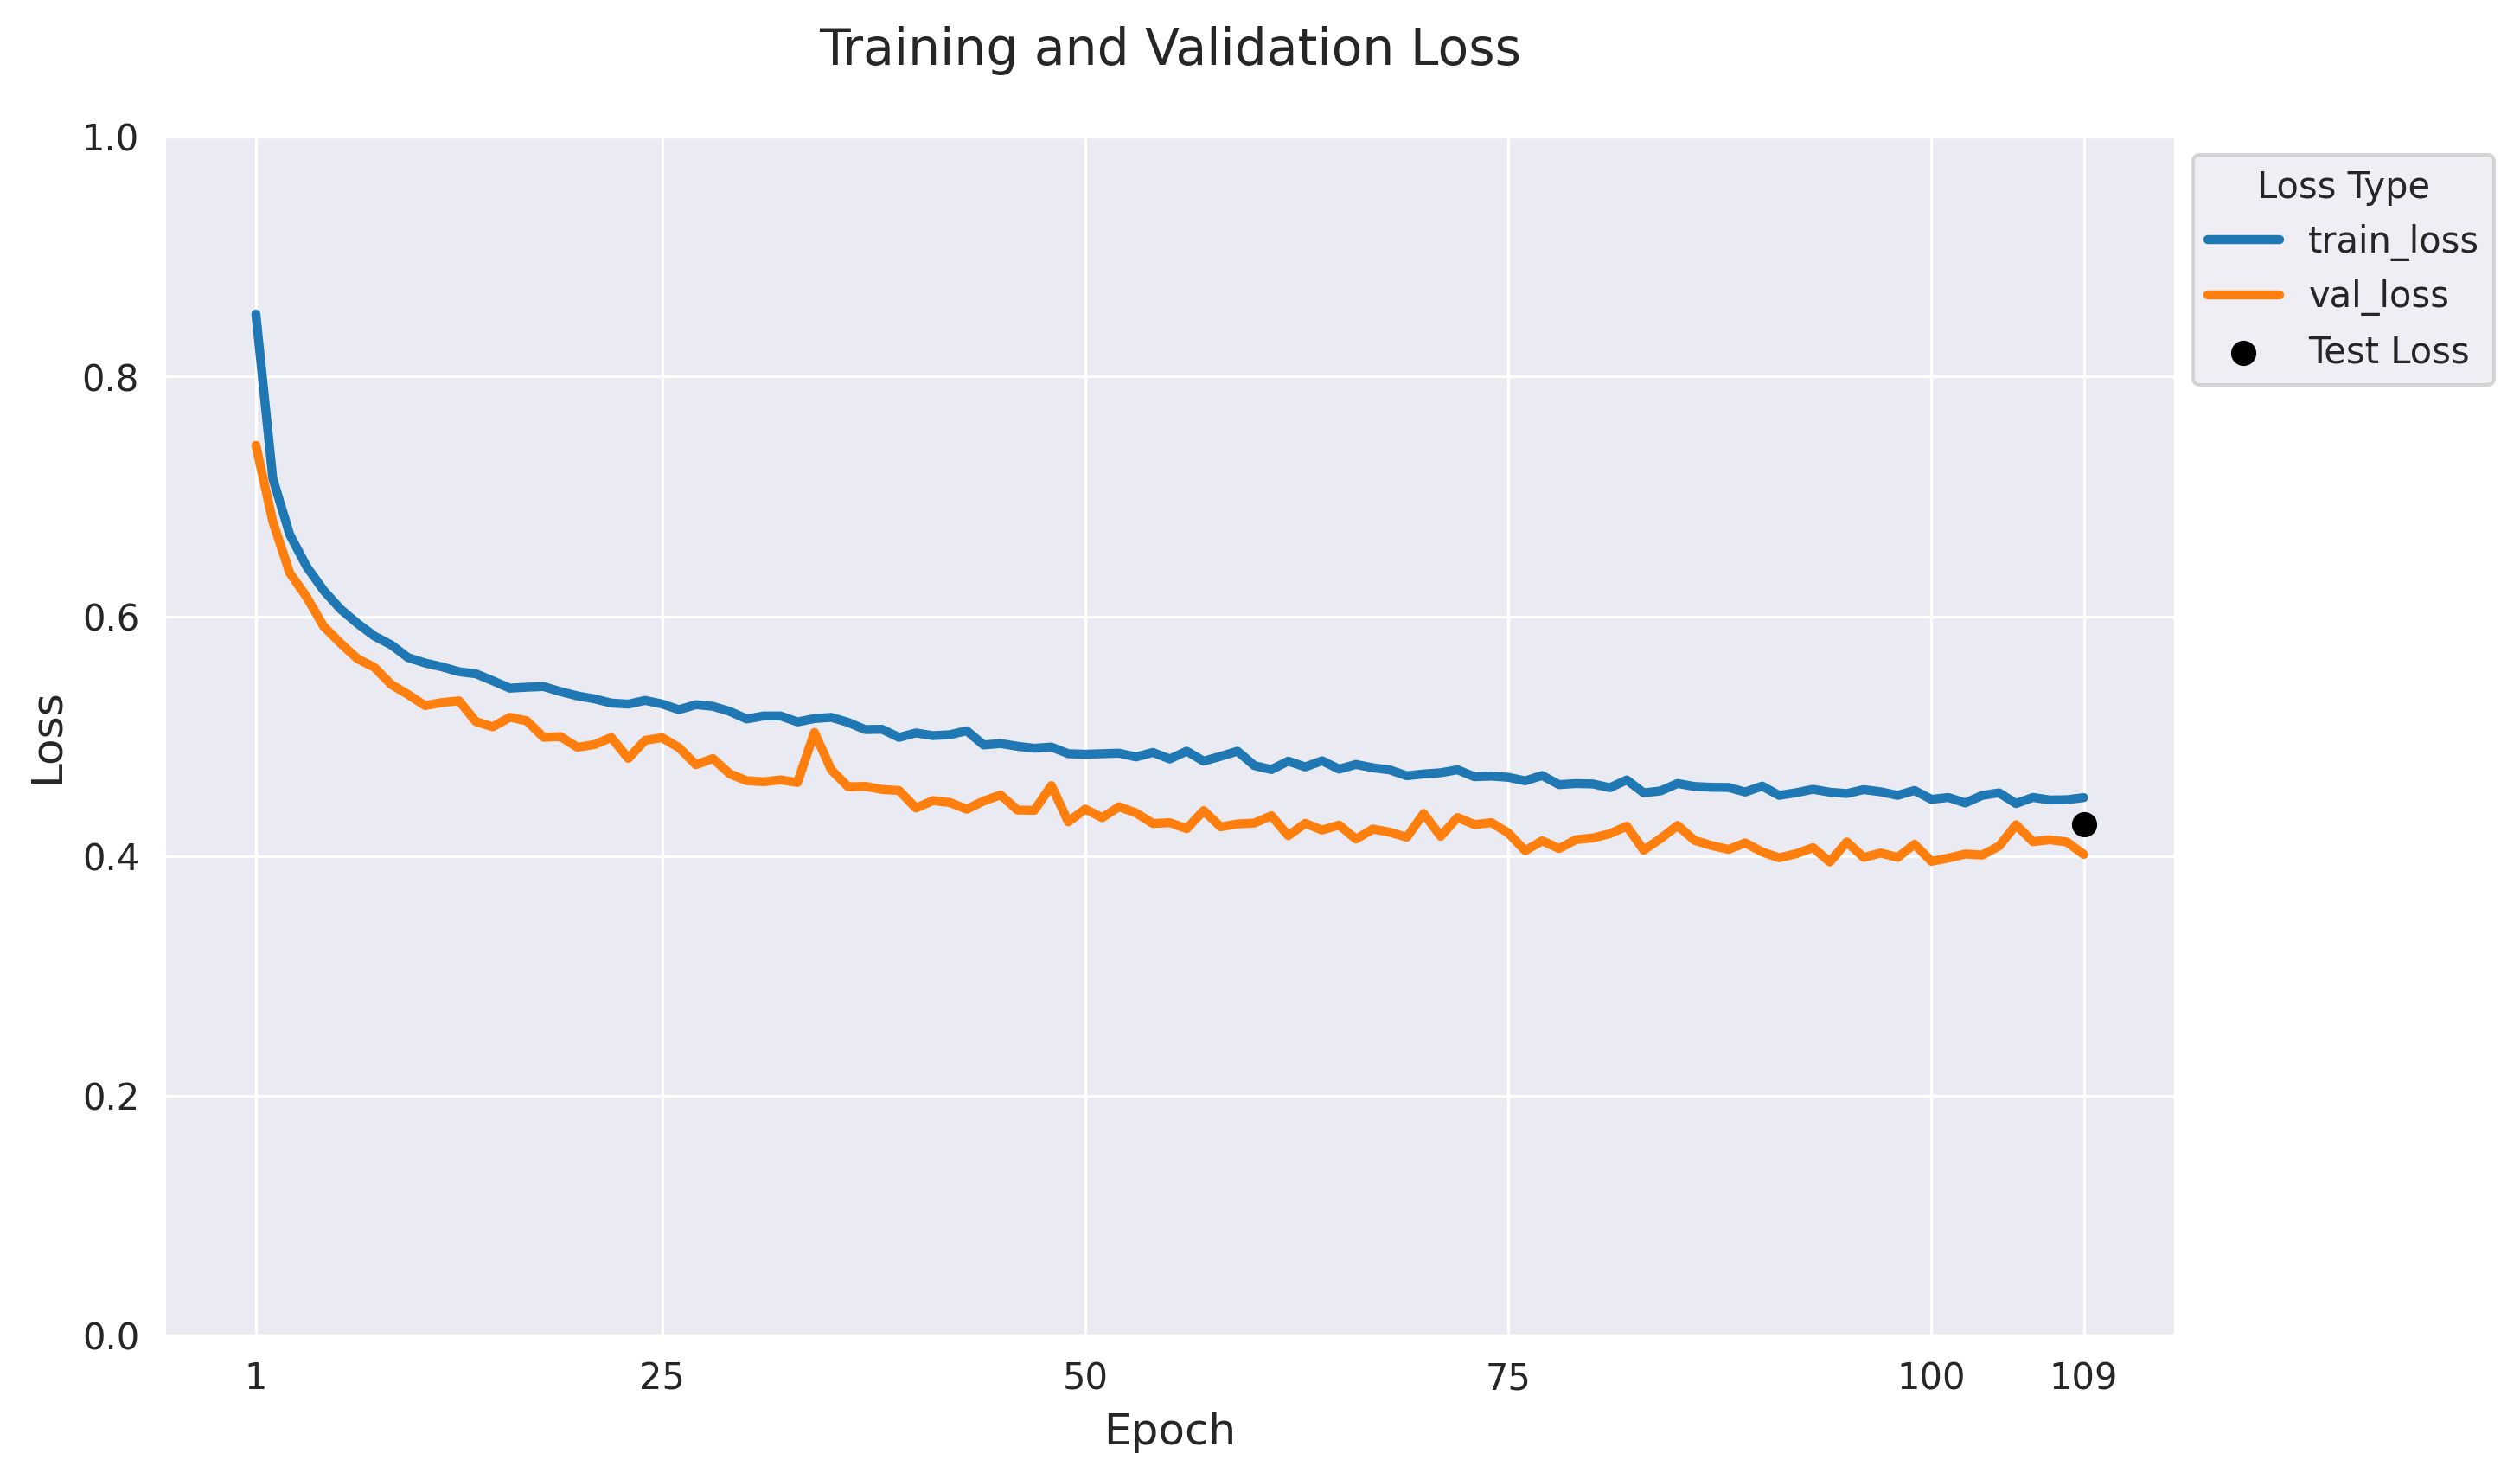 Training and Validation Loss
1.0
0.8
0.6
0.4
0.2
0.0
Loss
1
25
50
75
100
109
Epoch
Loss Type
train_loss
val_loss
Test Loss